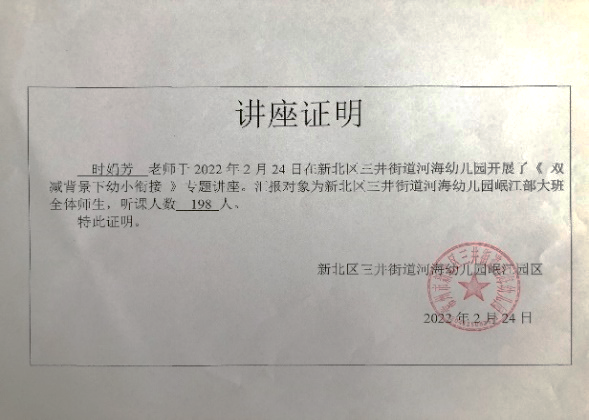 讲座证明
时娟芳 老师于 2022 年 2 月 24 日在新北区三井街道河海幼儿园开展了《 双
减背景下幼小衔接 》专题讲座。汇报对象为新北区三井街道河海幼儿园岷江部大班
全体师生，听课人数 198 人。
特此证明。
新北区三井街道河海幼儿园岷江园区
2022 年 2 月 24 日